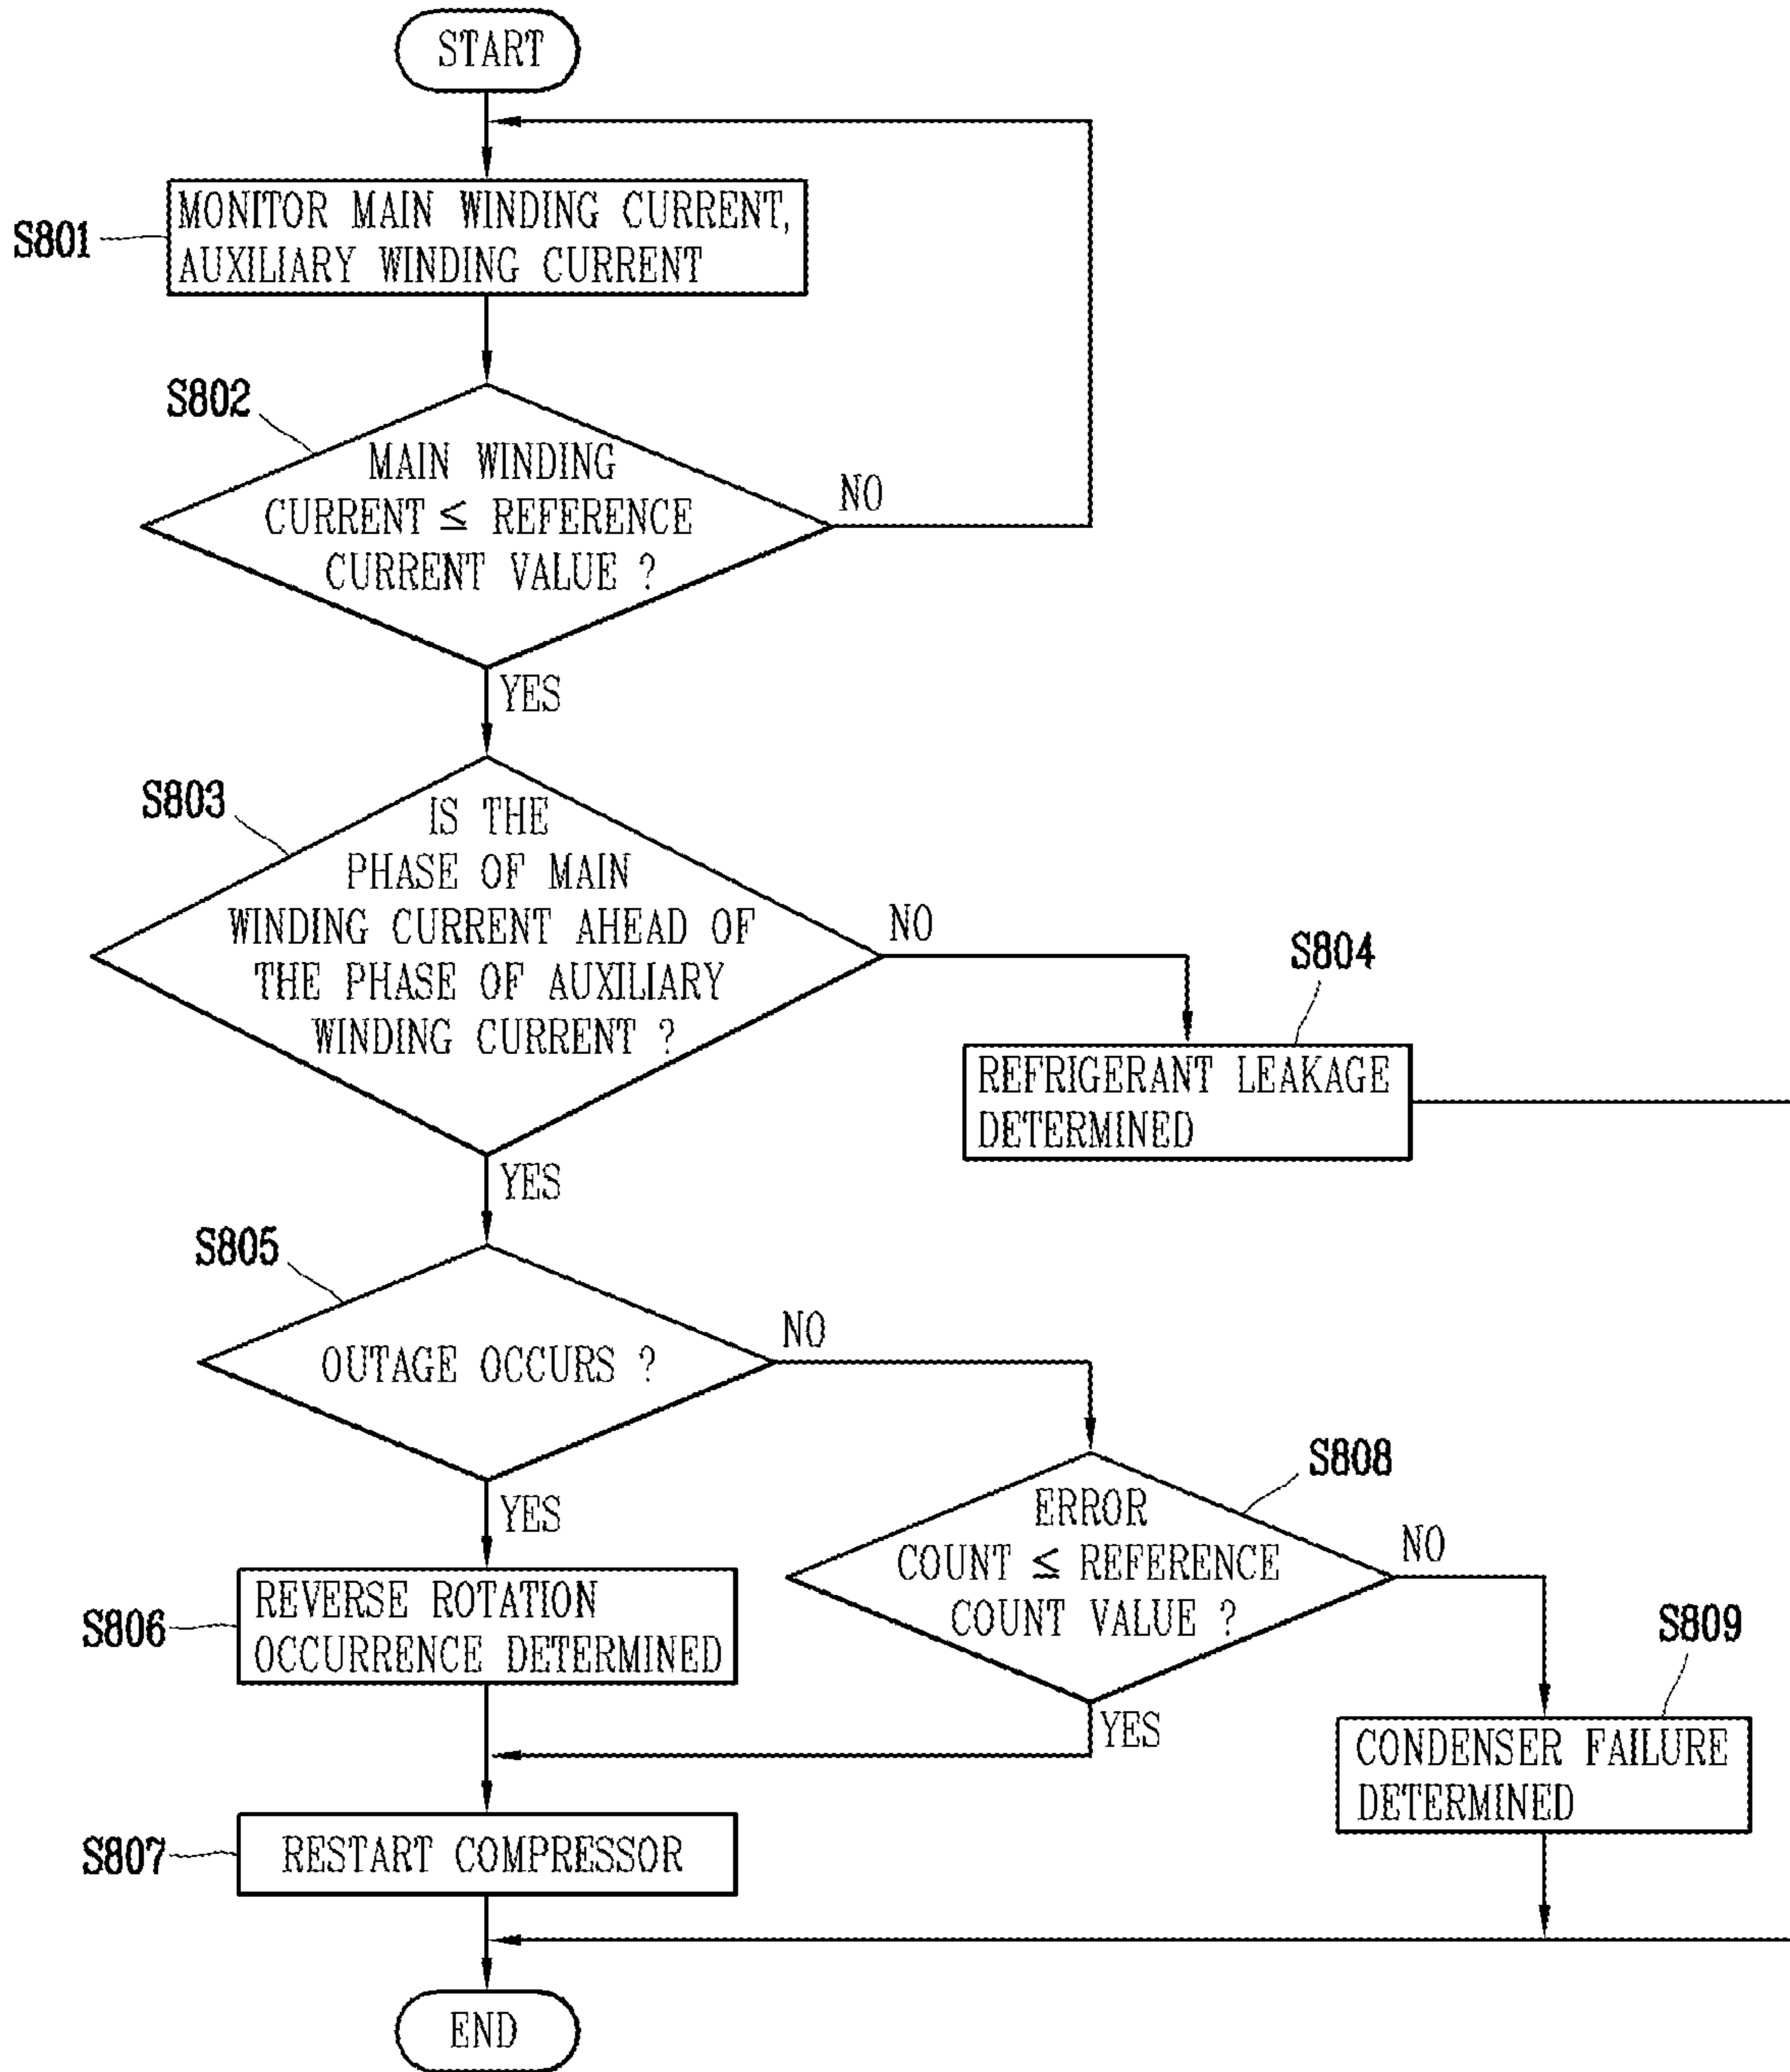 START
S801
MONITOR MAIN WINDING CURRENT,
AUXILIARY WINDING CURRENT
S802
MAIN WINDING
CURRENT ≤ REFERENCE
CURRENT VALUE ?
NO
YES
S803
IS THE
PHASE OF MAIN
WINDING CURRENT AHEAD OF
THE PHASE OF AUXILIARY
WINDING CURRENT ?
NO
S804
REFRIGERANT LEAKAGE
DETERMINED
YES
S805
OUTAGE OCCURS ?
NO
YES
S808
ERROR
COUNT ≤ REFERENCE
COUNT VALUE ?
NO
YES
S806
REVERSE ROTATION
OCCURRENCE DETERMINED
S809
CONDENSER FAILURE
DETERMINED
S807
RESTART COMPRESSOR
END